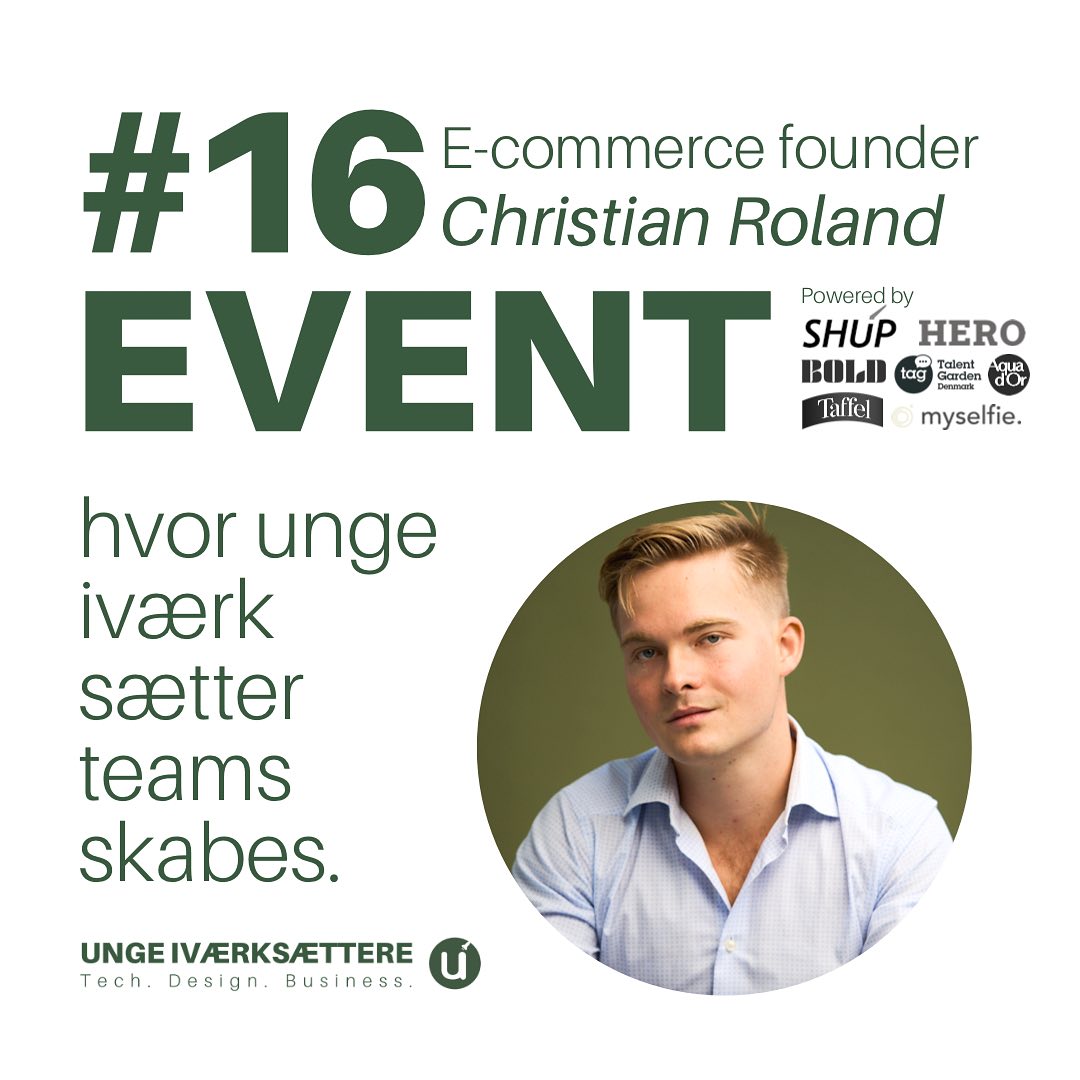 #16
E-commerce founder
Christian Roland
EVENT
Powered by
SHUP HERO
BOLD tag Talent Garden Denmark Aqua d'Or
Taffel myselfie.
hvor unge
iværk
sætter
teams
skabes.
UNGE IVÆRKSÆTTERE u
Tech. Design. Business.